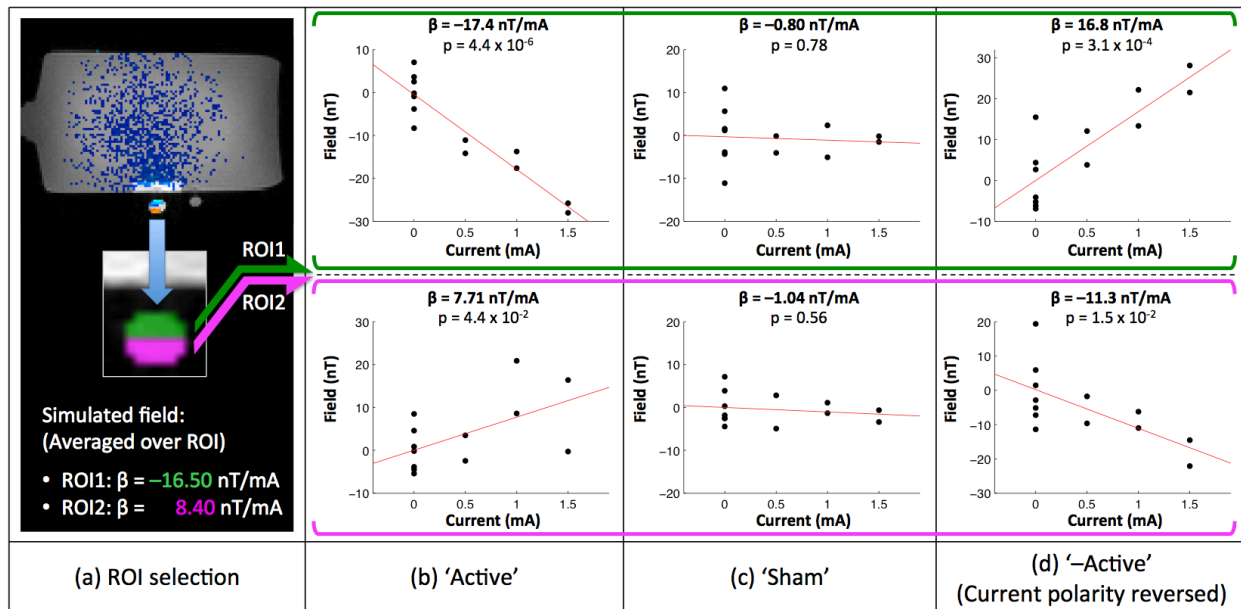 ROI1
ROI2
Simulated field:
(Averaged over ROI)
• ROI1: β = –16.50 nT/mA
• ROI2: β = 8.40 nT/mA
β = –17.4 nT/mA
p = 4.4 x 10-6
Field (nT)
10
0
−10
−20
−30
0 0.5 1 1.5
Current (mA)
β = –0.80 nT/mA
p = 0.78
Field (nT)
20
10
0
−10
−20
0 0.5 1 1.5
Current (mA)
β = 16.8 nT/mA
p = 3.1 x 10-4
Field (nT)
30
20
10
0
−10
0 0.5 1 1.5
Current (mA)
β = 7.71 nT/mA
p = 4.4 x 10-2
Field (nT)
30
20
10
0
−10
0 0.5 1 1.5
Current (mA)
β = –1.04 nT/mA
p = 0.56
Field (nT)
20
10
0
−10
−20
0 0.5 1 1.5
Current (mA)
β = –11.3 nT/mA
p = 1.5 x 10-2
Field (nT)
20
10
0
−10
−20
−30
0 0.5 1 1.5
Current (mA)
(a) ROI selection
(b) ‘Active’
(c) ‘Sham’
(d) ‘–Active’
(Current polarity reversed)